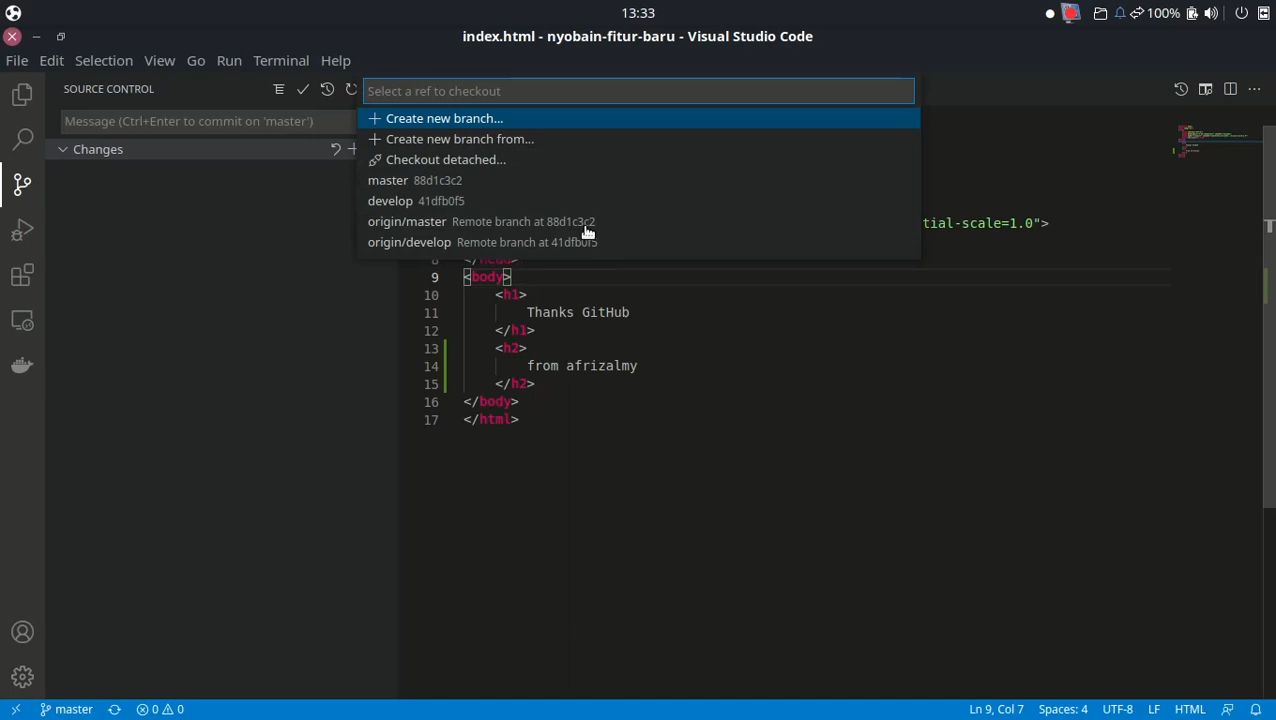 13:33
100%
index.html - nyobain-fitur-baru - Visual Studio Code
File Edit Selection View Go Run Terminal Help
SOURCE CONTROL
Select a ref to checkout
Message (Ctrl+Enter to commit on 'master')
Changes
Create new branch...
Create new branch from...
Checkout detached...
master 88d1c3c2
develop 41dfb0f5
origin/master Remote branch at 88d1c3c2
origin/develop Remote branch at 41dfb0f5
tial-scale=1.0">
8 </head>
9 <body>
10 <h1>
11 Thanks GitHub
12 </h1>
13 <h2>
14 from afrizalmy
15 </h2>
16 </body>
17 </html>
master 0 0 Ln 9, Col 7 Spaces: 4 UTF-8 LF HTML